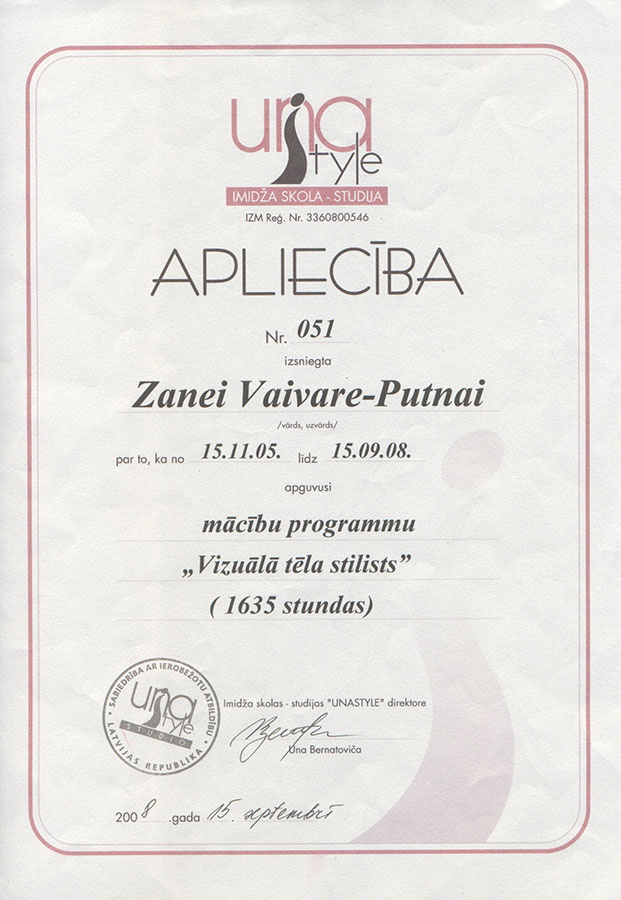 una
style
IMIDŽA SKOLA - STUDIJA
IZM Reģ. Nr. 3360800546
APLIECĪBA
Nr. 051
izsniegta
Zanei Vaivare-Putnai
/vārds, uzvārds/
par to, ka no 15.11.05. līdz 15.09.08.
apguvusi
mācību programmu
„Vizuālā tēla stilists”
( 1635 stundas)
SABIEDRĪBA AR IEROBEŽOTU ATBILDĪBU
una
style
STUDIO
LATVIJAS REPUBLIKA
Imidža skolas - studijas "UNASTYLE" direktore
Una Bernatoviča
2008 .gada 15. septembrī